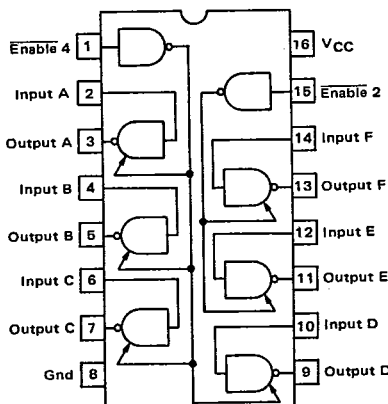 Enable 4 1
16 VCC
Input A 2
15 Enable 2
Output A 3
14 Input F
Input B 4
13 Output F
Output B 5
12 Input E
Input C 6
11 Output E
Output C 7
10 Input D
Gnd 8
9 Output D